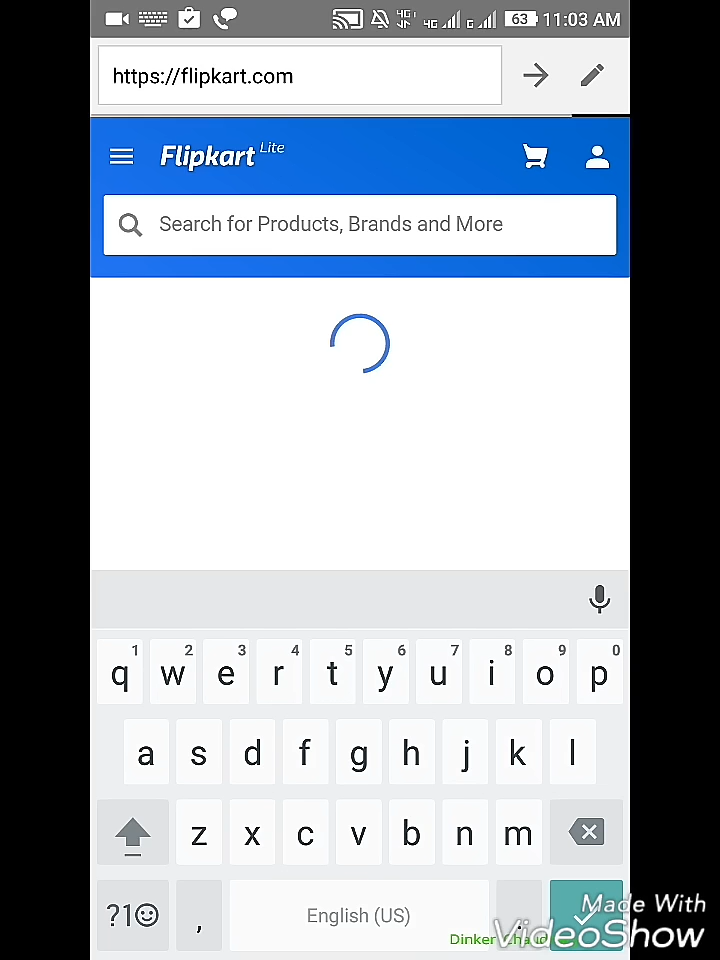 63 11:03 AM
https://flipkart.com
Flipkart Lite
Search for Products, Brands and More
1 2 3 4 5 6 7 8 9 0
q w e r t y u i o p
a s d f g h j k l
z x c v b n m
?1 , English (US) .
Made With
VideoShow
Dinker